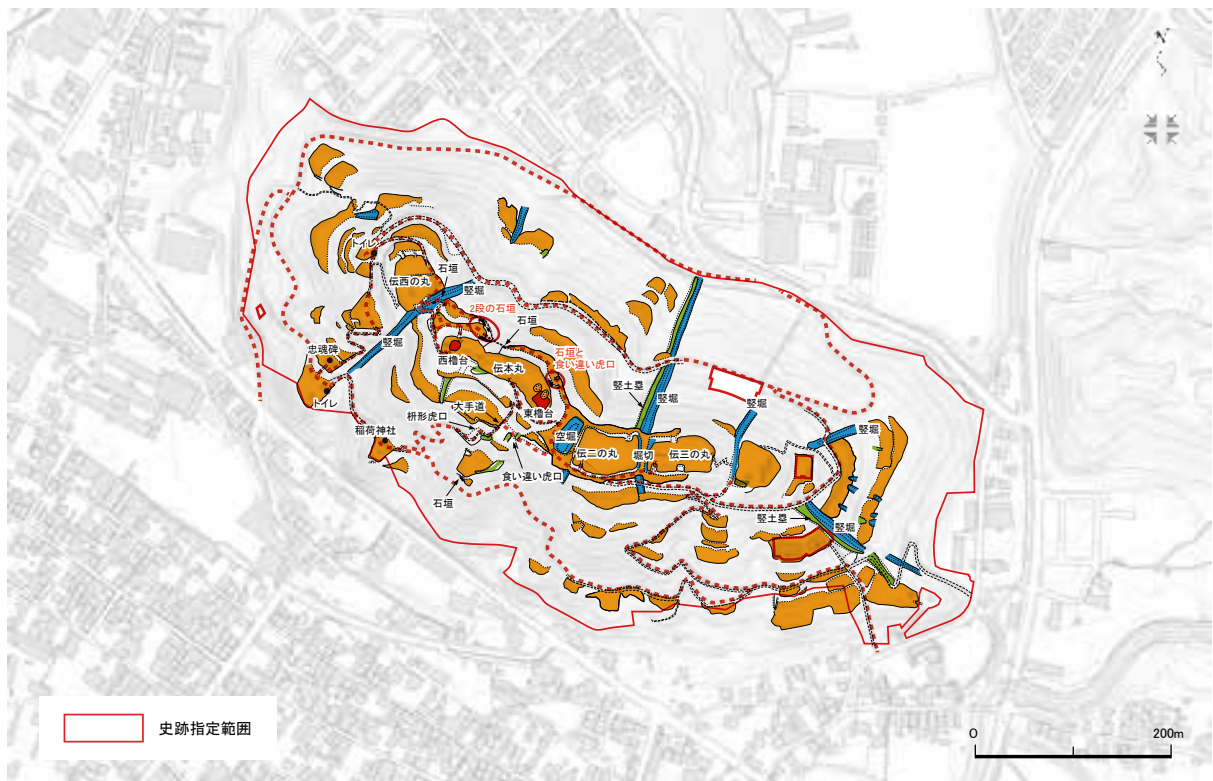 トイレ
石垣
伝西の丸
竪堀
2段の石垣
石垣
忠魂碑
竪堀
西櫓台
伝本丸
石垣と
食い違い虎口
トイレ
竪土塁
竪堀
竪堀
大手道
枡形虎口
東櫓台
稲荷神社
空堀
伝二の丸
堀切
伝三の丸
竪堀
食い違い虎口
石垣
竪土塁
竪堀
史跡指定範囲
0
200m